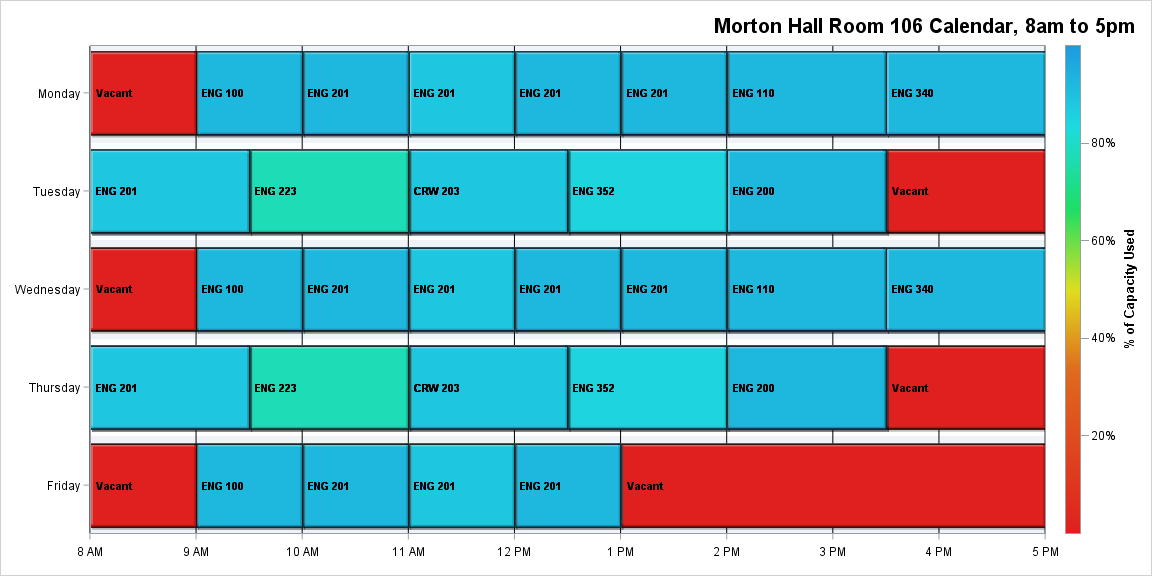 Morton Hall Room 106 Calendar, 8am to 5pm
Monday
Vacant
ENG 100
ENG 201
ENG 201
ENG 201
ENG 201
ENG 110
ENG 340
Tuesday
ENG 201
ENG 223
CRW 203
ENG 352
ENG 200
Vacant
Wednesday
Vacant
ENG 100
ENG 201
ENG 201
ENG 201
ENG 201
ENG 110
ENG 340
Thursday
ENG 201
ENG 223
CRW 203
ENG 352
ENG 200
Vacant
Friday
Vacant
ENG 100
ENG 201
ENG 201
ENG 201
Vacant
8 AM
9 AM
10 AM
11 AM
12 PM
1 PM
2 PM
3 PM
4 PM
5 PM
80%
60%
40%
20%
% of Capacity Used